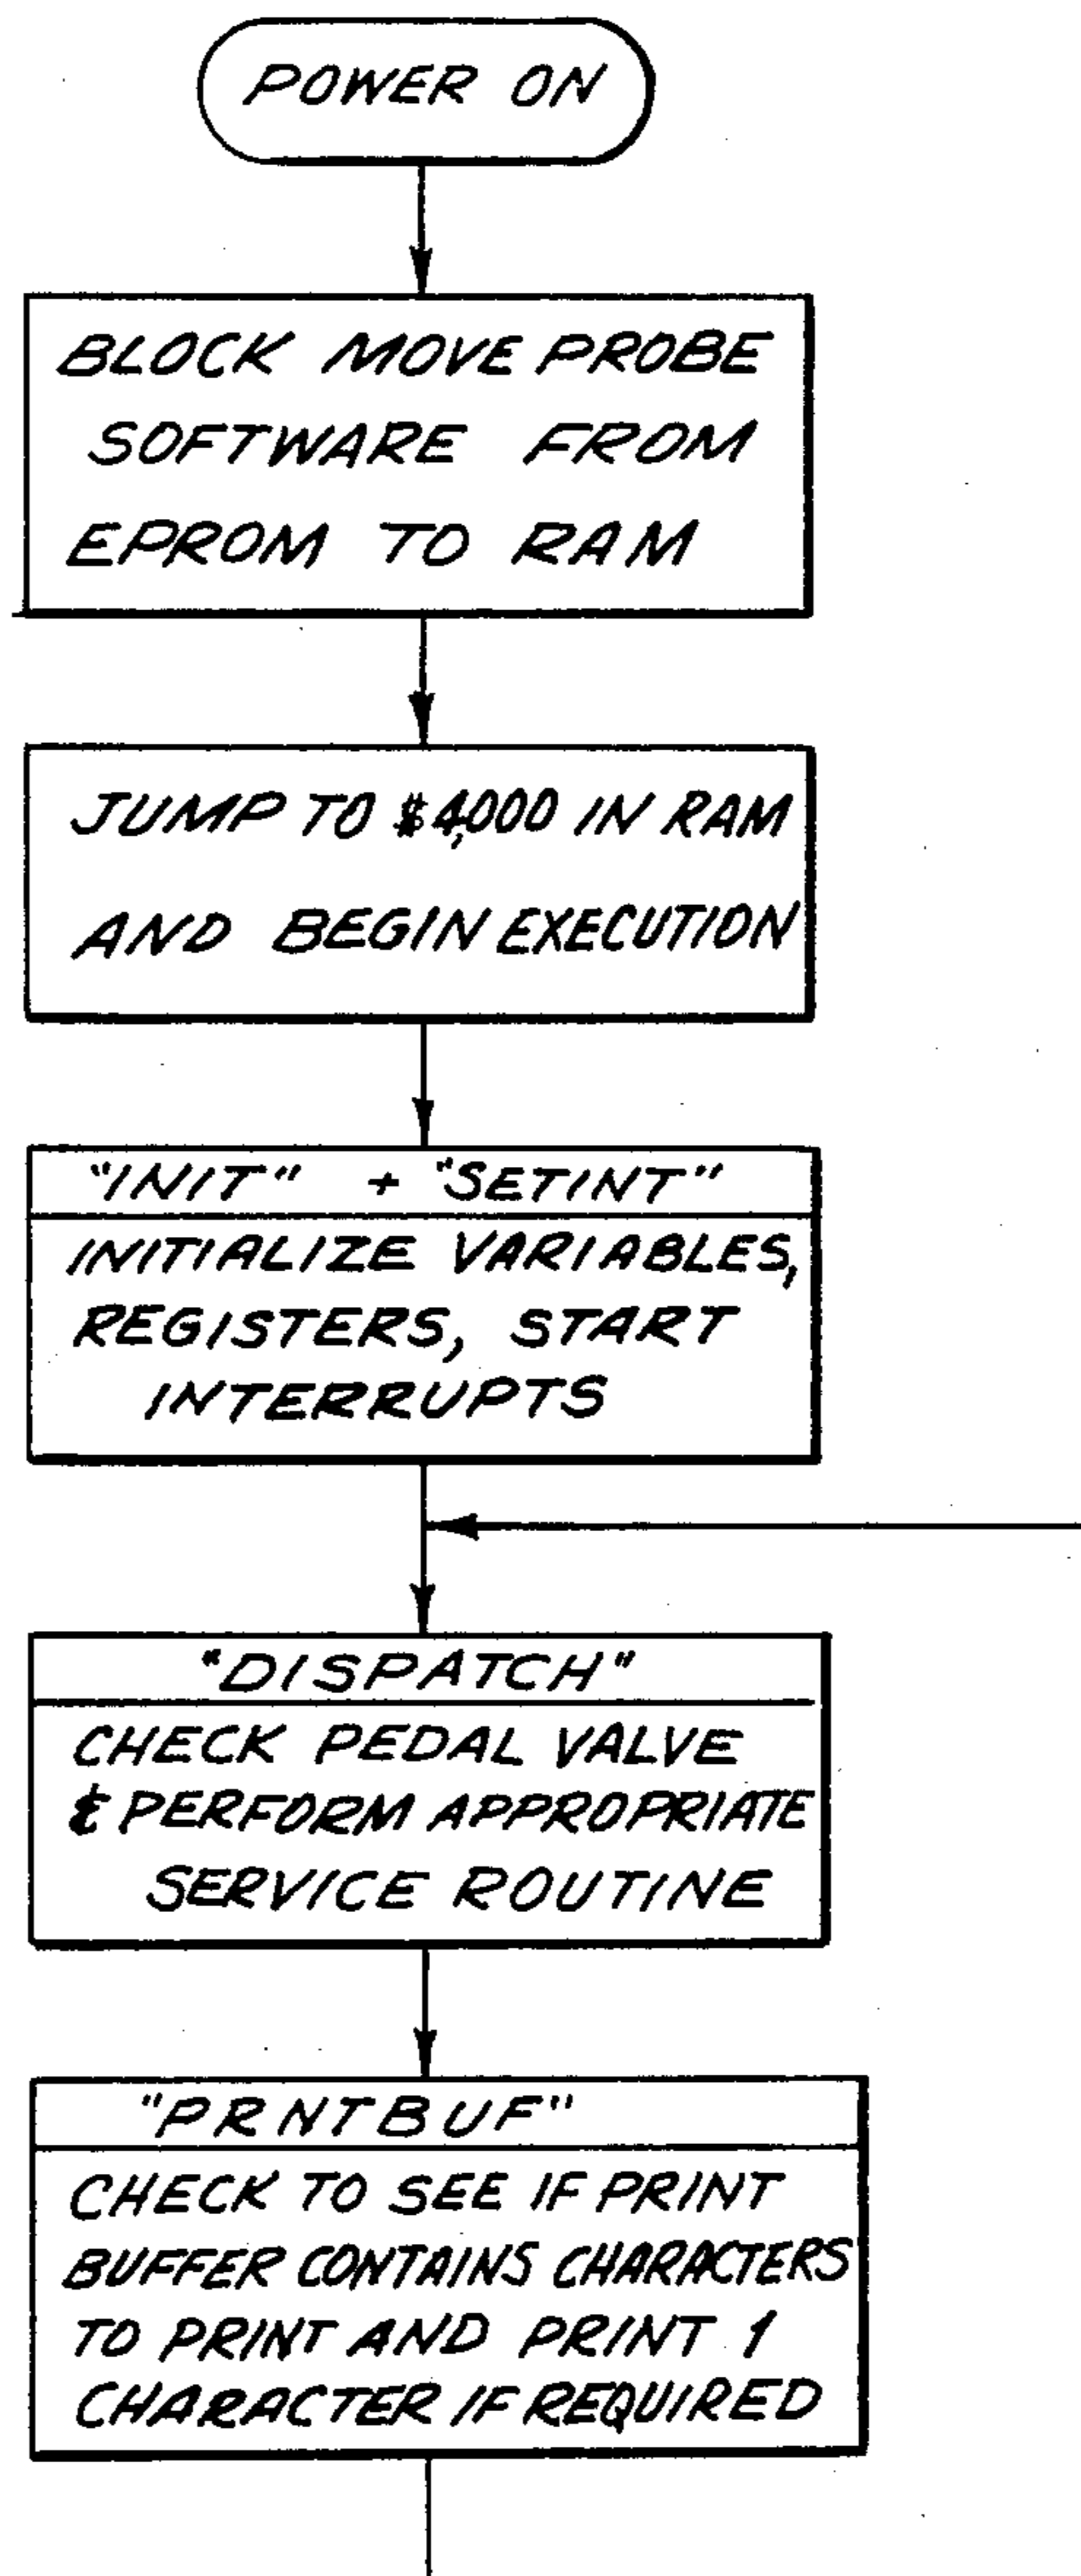 POWER ON
BLOCK MOVE PROBE
SOFTWARE FROM
EPROM TO RAM
JUMP TO $4,000 IN RAM
AND BEGIN EXECUTION
"INIT" + "SETINT"
INITIALIZE VARIABLES,
REGISTERS, START
INTERRUPTS
"DISPATCH"
CHECK PEDAL VALVE
& PERFORM APPROPRIATE
SERVICE ROUTINE
"PRNTBUF"
CHECK TO SEE IF PRINT
BUFFER CONTAINS CHARACTERS
TO PRINT AND PRINT 1
CHARACTER IF REQUIRED